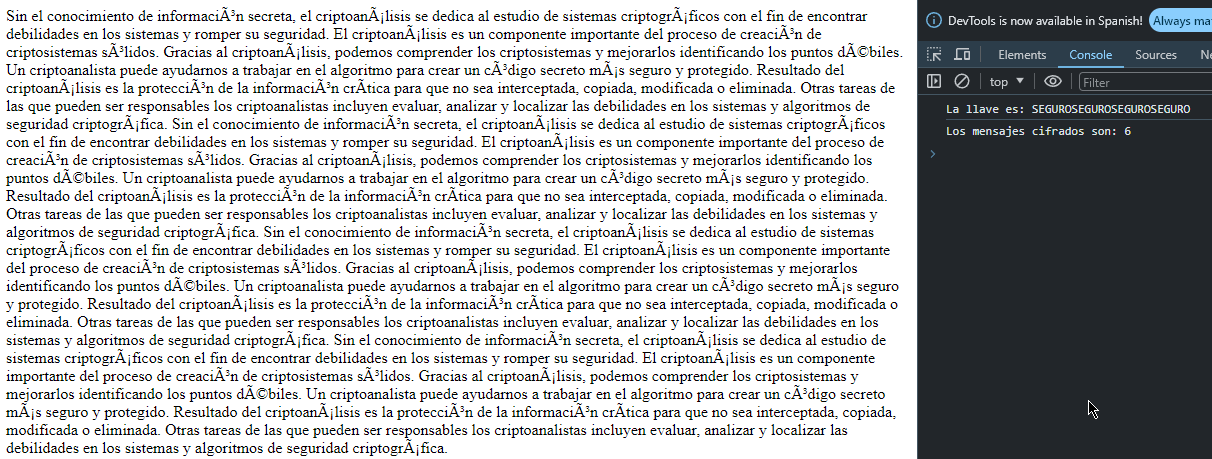 Sin el conocimiento de informaciÃ³n secreta, el criptoanÃ¡lisis se dedica al estudio de sistemas criptogrÃ¡ficos con el fin de encontrar
debilidades en los sistemas y romper su seguridad. El criptoanÃ¡lisis es un componente importante del proceso de creaciÃ³n de
criptosistemas sÃ³lidos. Gracias al criptoanÃ¡lisis, podemos comprender los criptosistemas y mejorarlos identificando los puntos dÃ©biles.
Un criptoanalista puede ayudarnos a trabajar en el algoritmo para crear un cÃ³digo secreto mÃ¡s seguro y protegido. Resultado del
criptoanÃ¡lisis es la protecciÃ³n de la informaciÃ³n crÃ­tica para que no sea interceptada, copiada, modificada o eliminada. Otras tareas de
las que pueden ser responsables los criptoanalistas incluyen evaluar, analizar y localizar las debilidades en los sistemas y algoritmos de
seguridad criptogrÃ¡fica. Sin el conocimiento de informaciÃ³n secreta, el criptoanÃ¡lisis se dedica al estudio de sistemas criptogrÃ¡ficos
con el fin de encontrar debilidades en los sistemas y romper su seguridad. El criptoanÃ¡lisis es un componente importante del proceso de
creaciÃ³n de criptosistemas sÃ³lidos. Gracias al criptoanÃ¡lisis, podemos comprender los criptosistemas y mejorarlos identificando los
puntos dÃ©biles. Un criptoanalista puede ayudarnos a trabajar en el algoritmo para crear un cÃ³digo secreto mÃ¡s seguro y protegido.
Resultado del criptoanÃ¡lisis es la protecciÃ³n de la informaciÃ³n crÃ­tica para que no sea interceptada, copiada, modificada o eliminada.
Otras tareas de las que pueden ser responsables los criptoanalistas incluyen evaluar, analizar y localizar las debilidades en los sistemas y
algoritmos de seguridad criptogrÃ¡fica. Sin el conocimiento de informaciÃ³n secreta, el criptoanÃ¡lisis se dedica al estudio de sistemas
criptogrÃ¡ficos con el fin de encontrar debilidades en los sistemas y romper su seguridad. El criptoanÃ¡lisis es un componente importante
del proceso de creaciÃ³n de criptosistemas sÃ³lidos. Gracias al criptoanÃ¡lisis, podemos comprender los criptosistemas y mejorarlos
identificando los puntos dÃ©biles. Un criptoanalista puede ayudarnos a trabajar en el algoritmo para crear un cÃ³digo secreto mÃ¡s seguro
y protegido. Resultado del criptoanÃ¡lisis es la protecciÃ³n de la informaciÃ³n crÃ­tica para que no sea interceptada, copiada, modificada o
eliminada. Otras tareas de las que pueden ser responsables los criptoanalistas incluyen evaluar, analizar y localizar las debilidades en los
sistemas y algoritmos de seguridad criptogrÃ¡fica. Sin el conocimiento de informaciÃ³n secreta, el criptoanÃ¡lisis se dedica al estudio de
sistemas criptogrÃ¡ficos con el fin de encontrar debilidades en los sistemas y romper su seguridad. El criptoanÃ¡lisis es un componente
importante del proceso de creaciÃ³n de criptosistemas sÃ³lidos. Gracias al criptoanÃ¡lisis, podemos comprender los criptosistemas y
mejorarlos identificando los puntos dÃ©biles. Un criptoanalista puede ayudarnos a trabajar en el algoritmo para crear un cÃ³digo secreto
mÃ¡s seguro y protegido. Resultado del criptoanÃ¡lisis es la protecciÃ³n de la informaciÃ³n crÃ­tica para que no sea interceptada, copiada,
modificada o eliminada. Otras tareas de las que pueden ser responsables los criptoanalistas incluyen evaluar, analizar y localizar las
debilidades en los sistemas y algoritmos de seguridad criptogrÃ¡fica.
DevTools is now available in Spanish! Always ma
Elements Console Sources Ne
top Filter
La llave es: SEGUROSEGUROSEGUROSEGURO
Los mensajes cifrados son: 6